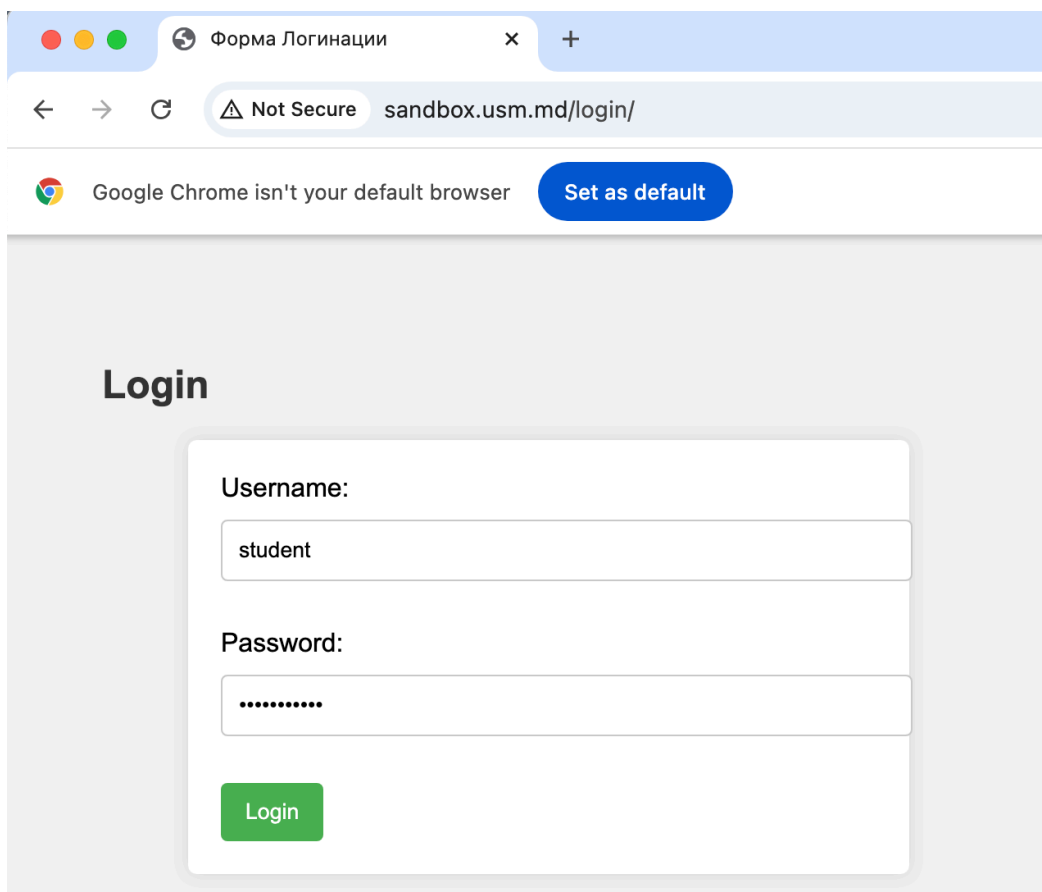 Форма Логинации
Not Secure sandbox.usm.md/login/
Google Chrome isn't your default browser Set as default
Login
Username:
student
Password:
•••••••••••
Login